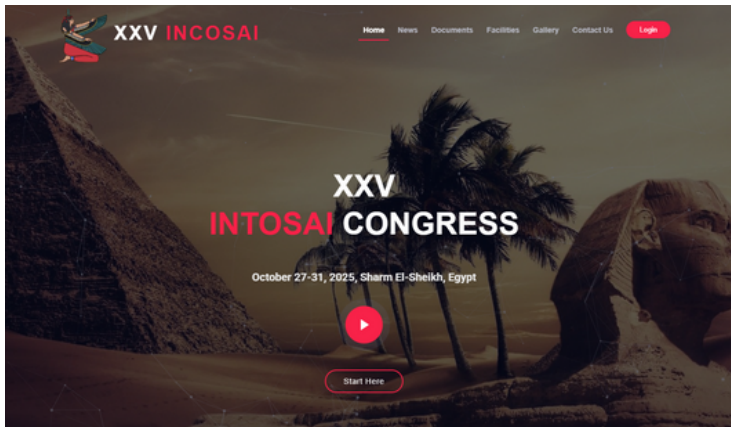 XXV INCOSAI
Home News Documents Facilities Gallery Contact Us Login
XXV
INTOSAI CONGRESS
October 27-31, 2025, Sharm El-Sheikh, Egypt
Start Here